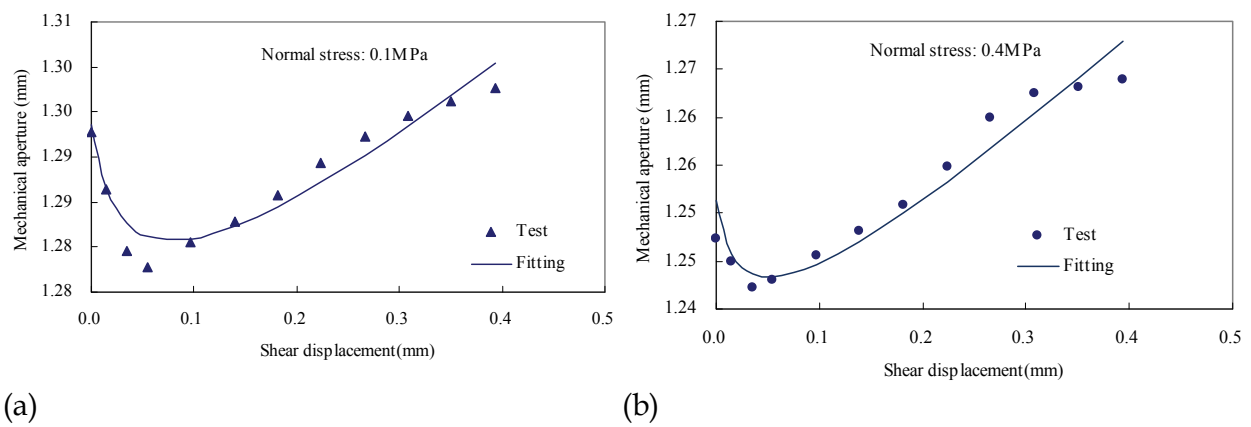 1.31
1.30
1.30
1.29
1.29
1.28
1.28
Mechanical aperture (mm)
Normal stress: 0.1MPa
Test
Fitting
0.0 0.1 0.2 0.3 0.4 0.5
Shear displacement(mm)
(a)
1.27
1.27
1.26
1.26
1.25
1.25
1.24
Mechanical aperture (mm)
Normal stress: 0.4MPa
Test
Fitting
0.0 0.1 0.2 0.3 0.4 0.5
Shear displacement(mm)
(b)